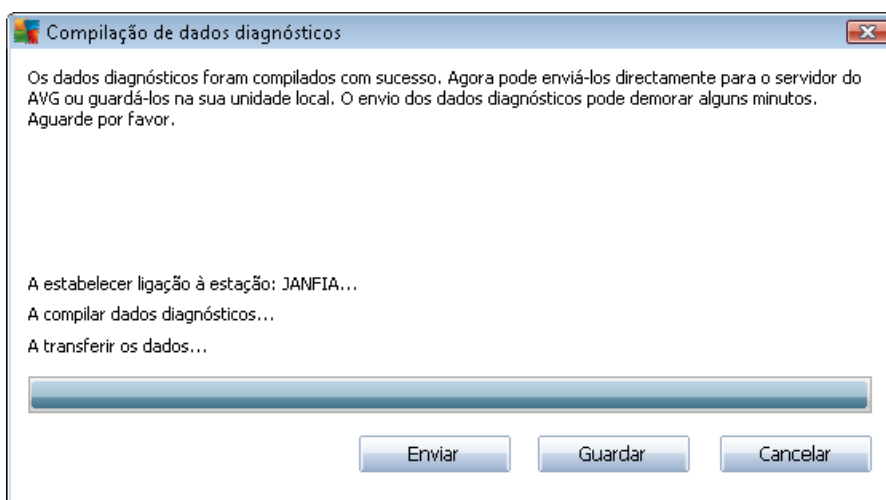 Compilação de dados diagnósticos
Os dados diagnósticos foram compilados com sucesso. Agora pode enviá-los directamente para o servidor do
AVG ou guardá-los na sua unidade local. O envio dos dados diagnósticos pode demorar alguns minutos.
Aguarde por favor.
A estabelecer ligação à estação: JANFIA...
A compilar dados diagnósticos...
A transferir os dados...
Enviar
Guardar
Cancelar